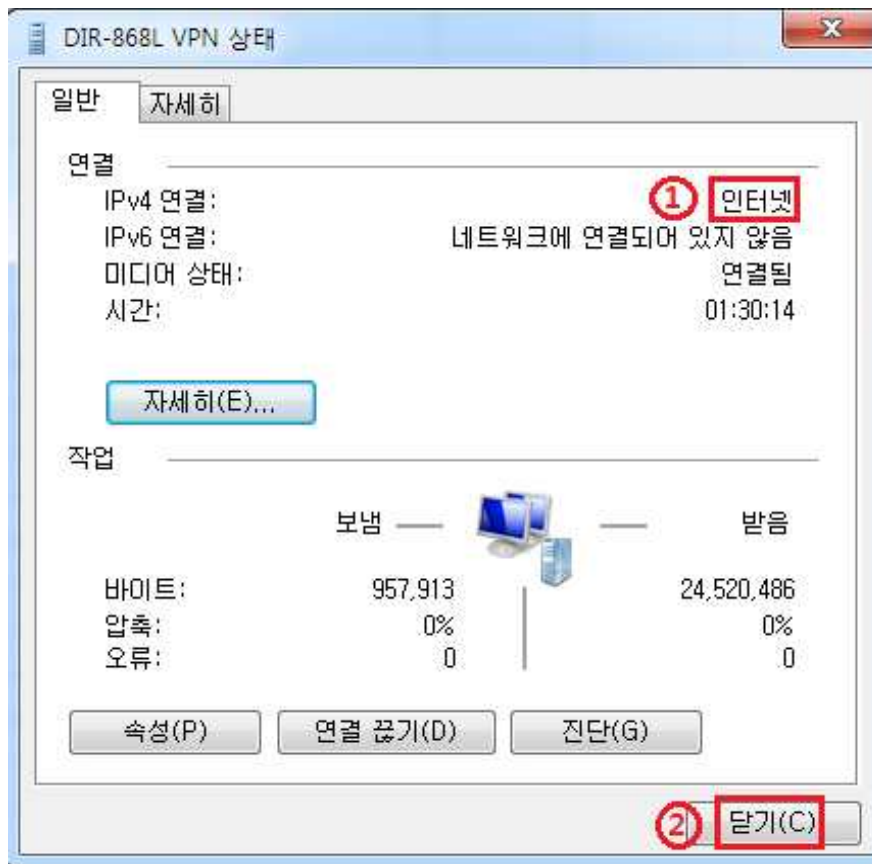 DIR-868L VPN 상태
일반 자세히
연결
IPv4 연결: ① 인터넷
IPv6 연결: 네트워크에 연결되어 있지 않음
미디어 상태: 연결됨
시간: 01:30:14
자세히(E)...
작업
보냄 받음
바이트: 957,913 24,520,486
압축: 0% 0%
오류: 0 0
속성(P) 연결 끊기(D) 진단(G)
② 닫기(C)